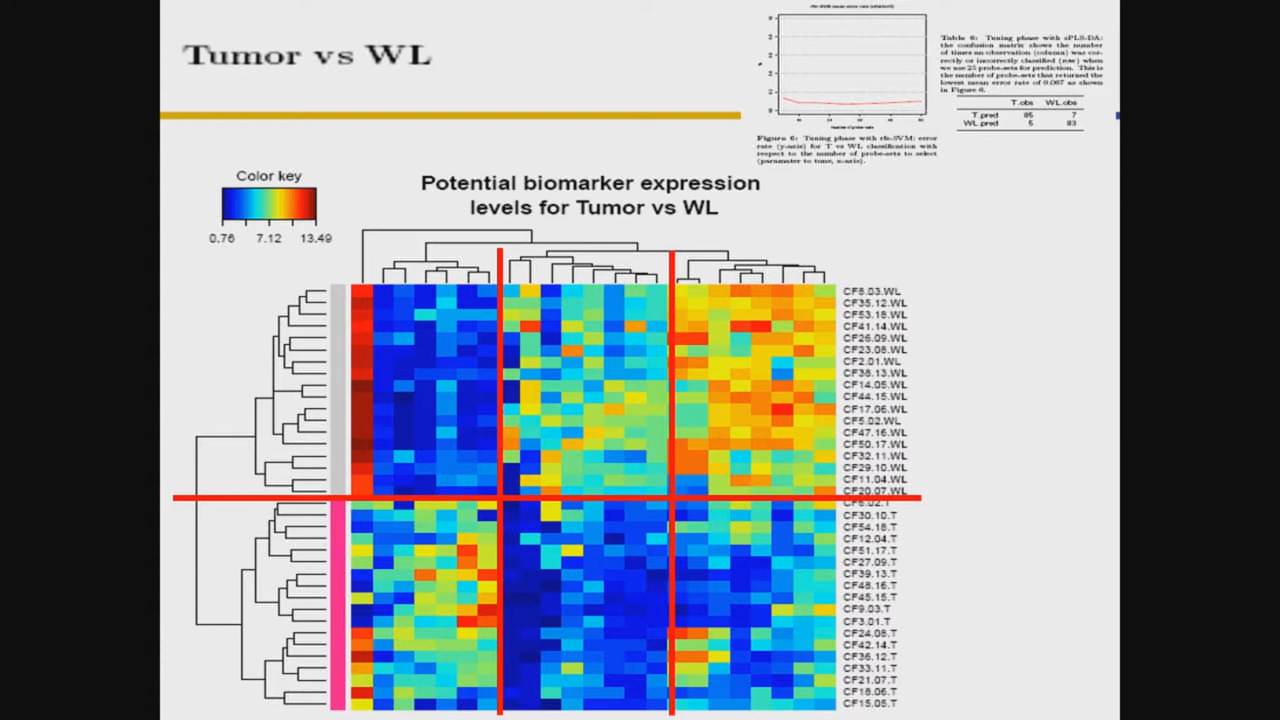 Tumor vs WL
Table 6: Tuning phase with sPLS-DA:
the confusion matrix shows the number
of times an observation (column) was cor-
rectly or incorrectly classified (row) when
we use 25 probe-sets for prediction. This is
the number of probe-sets that returned the
lowest mean error rate of 0.067 as shown
in Figure 6.
T.obs WL.obs
T.pred 85 7
WL.pred 5 83
Number of probe-sets
Figure 6: Tuning phase with rfe-SVM: error
rate (y-axis) for T vs WL classification with
respect to the number of probe-sets to select
(parameter to tune, x-axis).
Color key
0.76 7.12 13.49
Potential biomarker expression
levels for Tumor vs WL
CF6.03.WL
CF35.12.WL
CF53.18.WL
CF41.14.WL
CF26.09.WL
CF23.08.WL
CF2.01.WL
CF38.13.WL
CF14.05.WL
CF44.15.WL
CF17.06.WL
CF5.02.WL
CF47.16.WL
CF50.17.WL
CF32.11.WL
CF29.10.WL
CF11.04.WL
CF20.07.WL
CF6.02.T
CF30.10.T
CF54.18.T
CF12.04.T
CF51.17.T
CF27.09.T
CF39.13.T
CF48.16.T
CF45.15.T
CF9.03.T
CF3.01.T
CF24.08.T
CF42.14.T
CF36.12.T
CF33.11.T
CF21.07.T
CF18.06.T
CF15.05.T